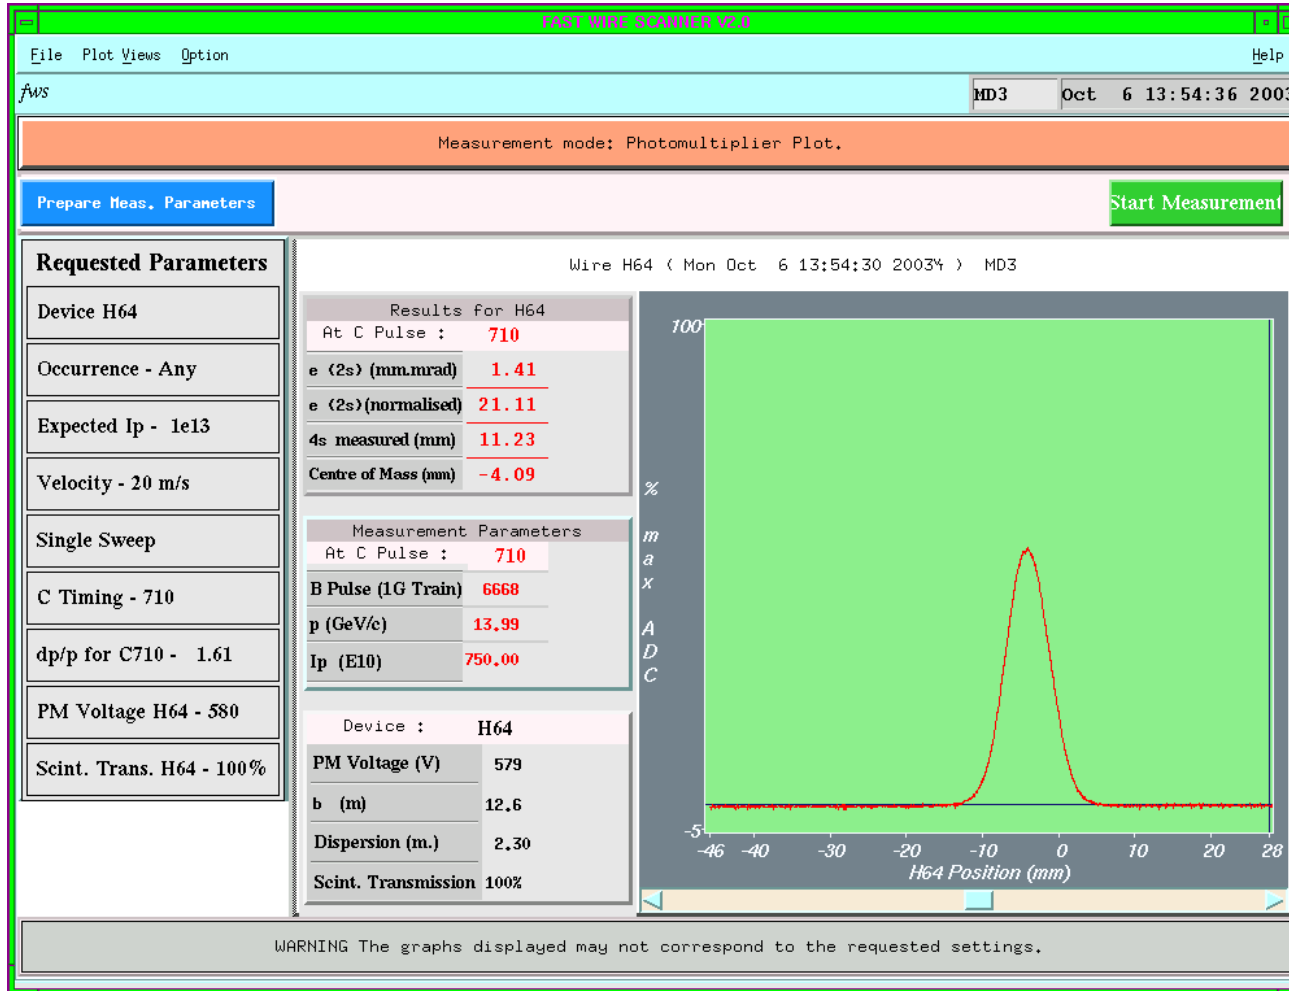 FAST WIRE SCANNER V2.0
File Plot Views Option Help
fws MD3 Oct 6 13:54:36 2003
Measurement mode: Photomultiplier Plot.
Prepare Meas. Parameters Start Measurement
Requested Parameters
Device H64
Occurrence - Any
Expected Ip - 1e13
Velocity - 20 m/s
Single Sweep
C Timing - 710
dp/p for C710 - 1.61
PM Voltage H64 - 580
Scint. Trans. H64 - 100%
Wire H64 ( Mon Oct 6 13:54:30 2003% ) MD3
Results for H64
At C Pulse : 710
e (2s) (mm.mrad) 1.41
e (2s)(normalised) 21.11
4s measured (mm) 11.23
Centre of Mass (mm) -4.09
Measurement Parameters
At C Pulse : 710
B Pulse (1G Train) 6668
p (GeV/c) 13.99
Ip (E10) 750.00
Device : H64
PM Voltage (V) 579
b (m) 12.6
Dispersion (m.) 2.30
Scint. Transmission 100%
100
% max ADC
-5
-46 -40 -30 -20 -10 0 10 20 28
H64 Position (mm)
WARNING The graphs displayed may not correspond to the requested settings.